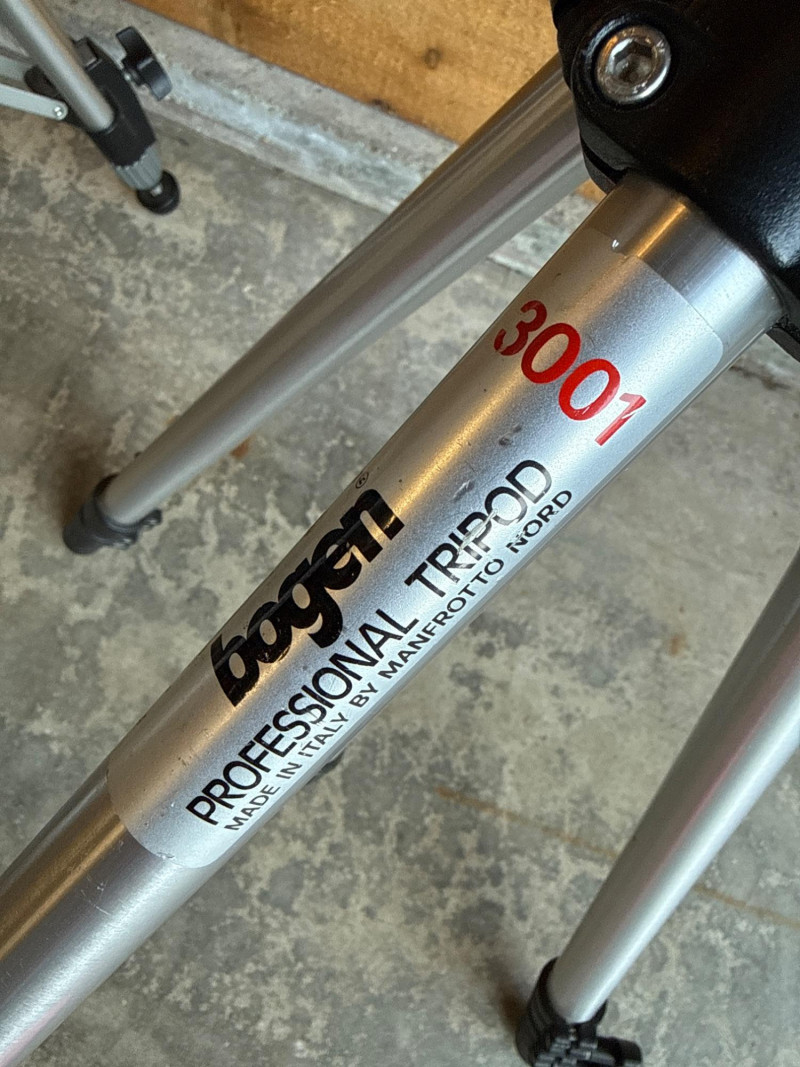 3001
bogen®
PROFESSIONAL TRIPOD
MADE IN ITALY BY MANFROTTO NORD